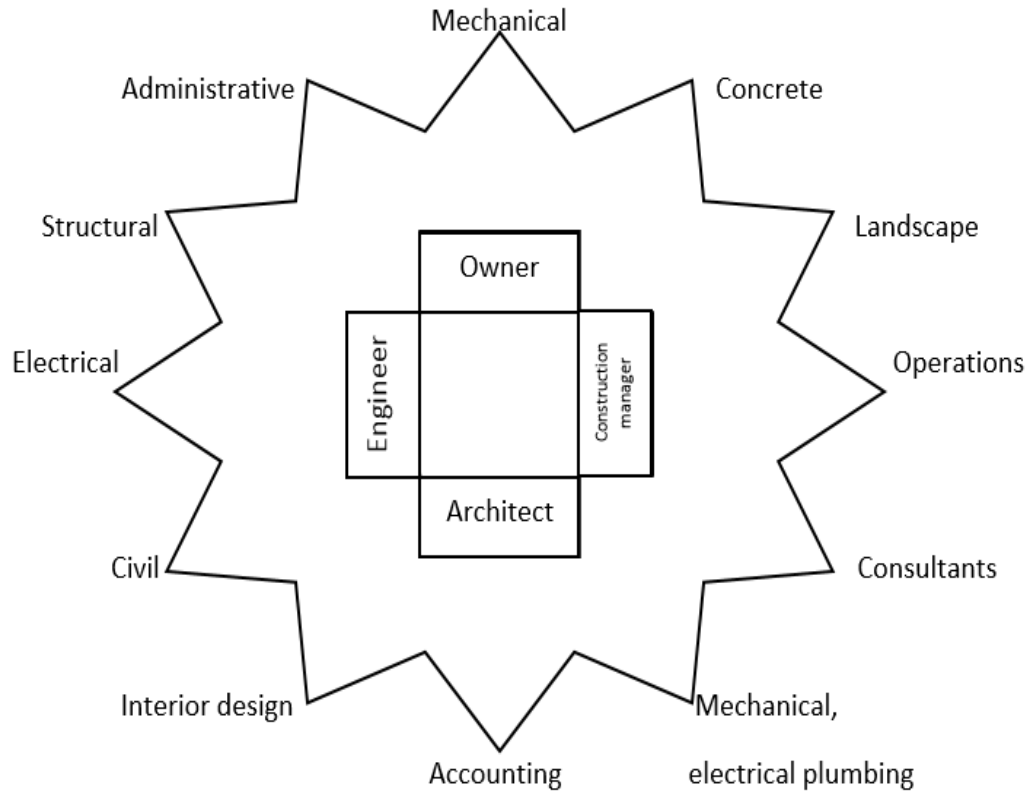 Mechanical
Administrative
Concrete
Structural
Landscape
Owner
Electrical
Engineer
Construction
manager
Operations
Architect
Civil
Consultants
Interior design
Mechanical,
electrical plumbing
Accounting